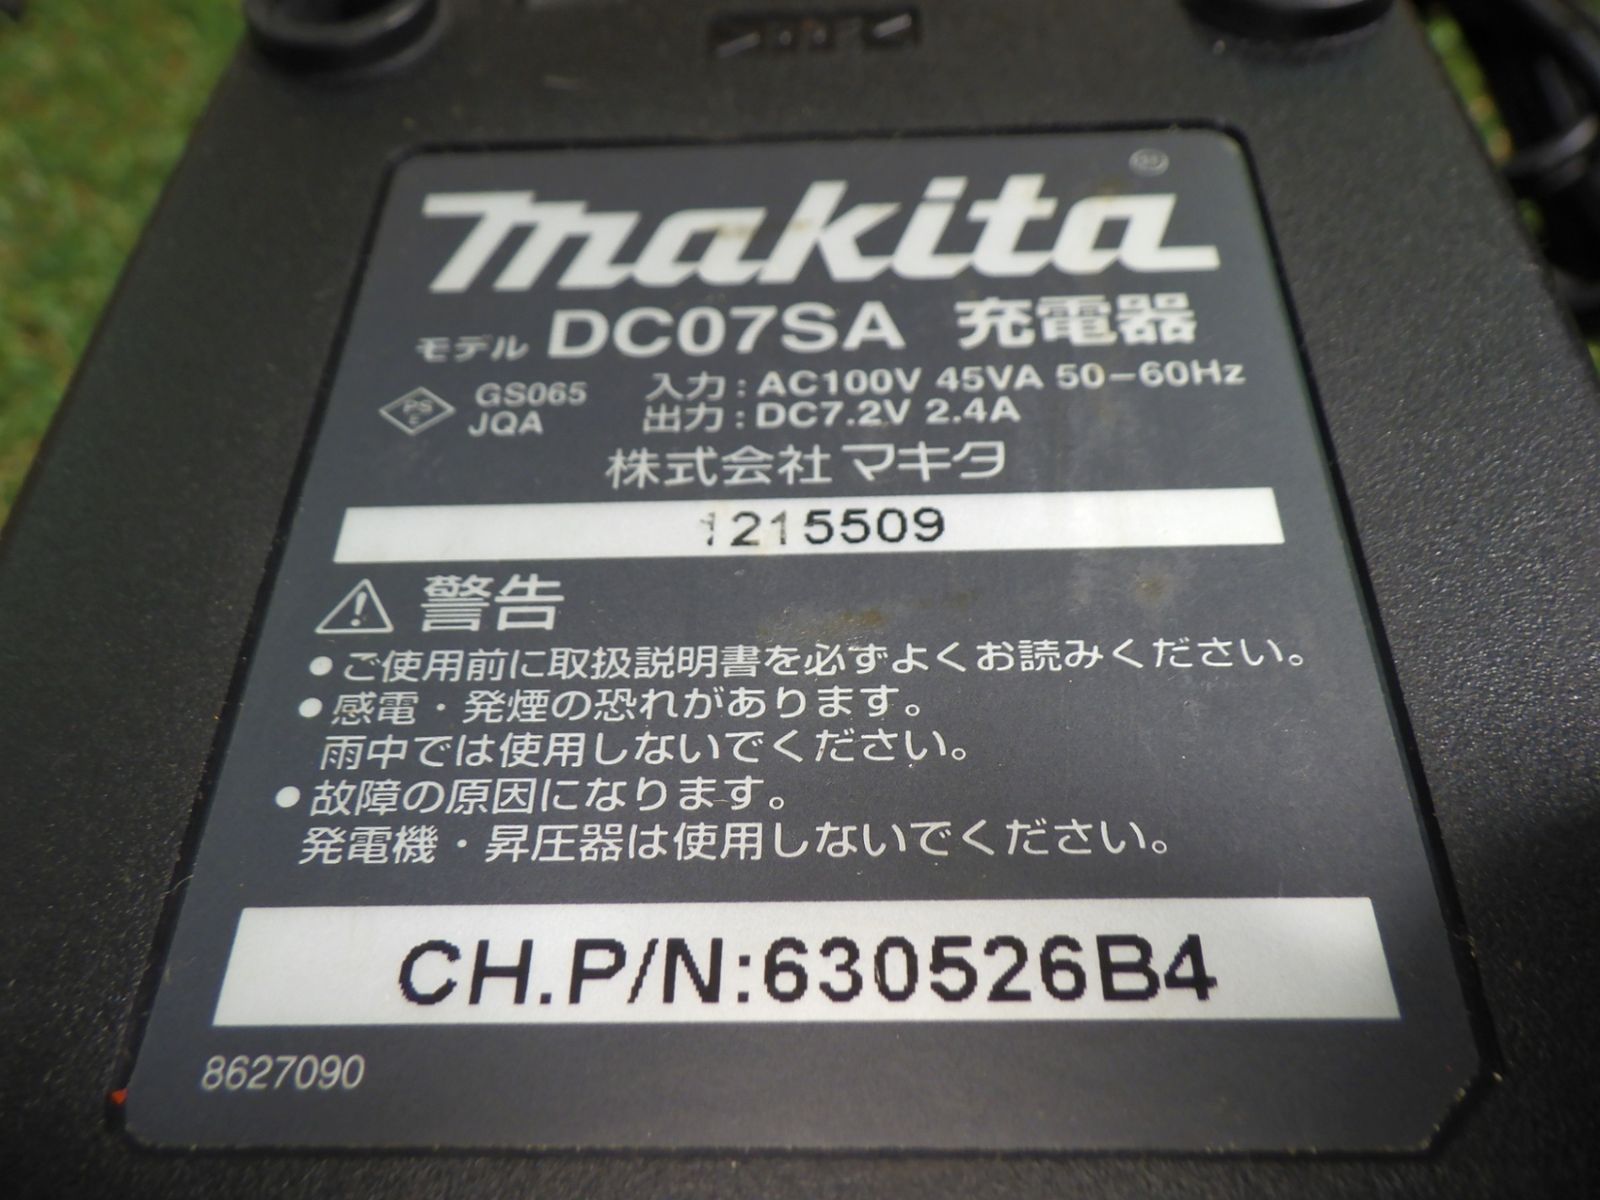 makita
モデル DC07SA 充電器
PS C GS065 入力：AC100V 45VA 50-60Hz
JQA 出力：DC7.2V 2.4A
株式会社マキタ
1215509
警告
●ご使用前に取扱説明書を必ずよくお読みください。
●感電・発煙の恐れがあります。
雨中では使用しないでください。
●故障の原因になります。
発電機・昇圧器は使用しないでください。
CH.P/N:630526B4
8627090